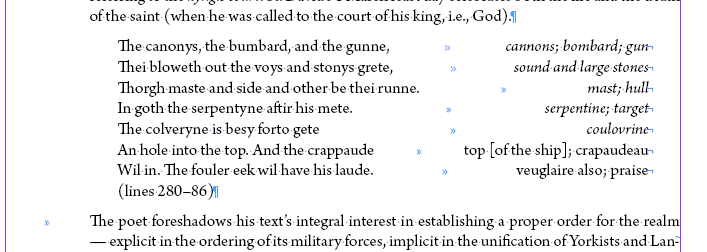 of the saint (when he was called to the court of his king, i.e., God).¶
The canonys, the bumbard, and the gunne, » cannons; bombard; gun¬
Thei bloweth out the voys and stonys grete, » sound and large stones¬
Thorgh maste and side and other be thei runne. » mast; hull¬
In goth the serpentyne aftir his mete. » serpentine; target¬
The colveryne is besy forto gete » coulovrine¬
An hole into the top. And the crappaude » top [of the ship]; crapaudeau¬
Wil in. The fouler eek wil have his laude. » veuglaire also; praise¬
(lines 280–86)¶
» The poet foreshadows his text’s integral interest in establishing a proper order for the realm
— explicit in the ordering of its military forces, implicit in the unification of Yorkists and Lan-